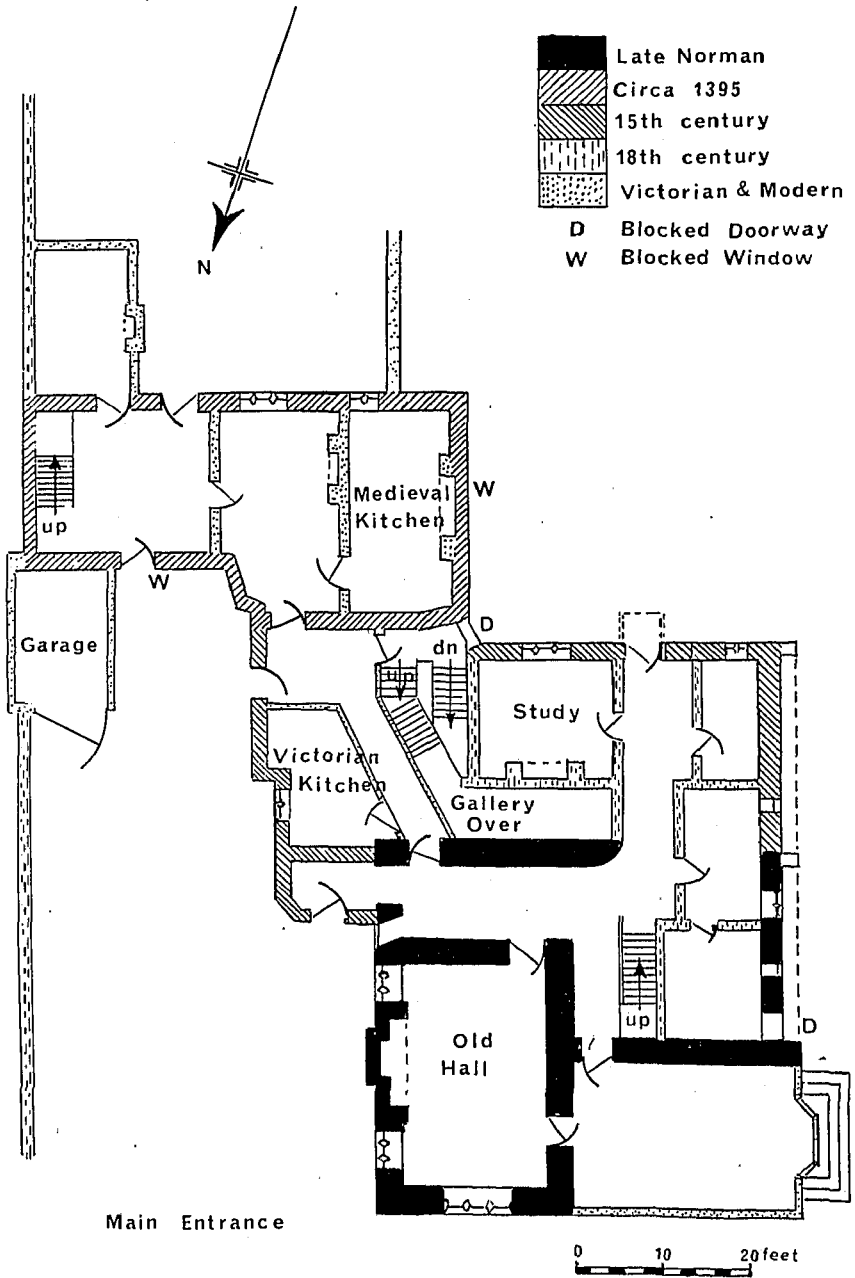 Late Norman
Circa 1395
15th century
18th century
Victorian & Modern
D Blocked Doorway
W Blocked Window
N
up
Medieval
Kitchen
W
W
Garage
D
dn
up
Study
Victorian
Kitchen
Gallery
Over
Old
Hall
up
D
Main Entrance
0 10 20 feet